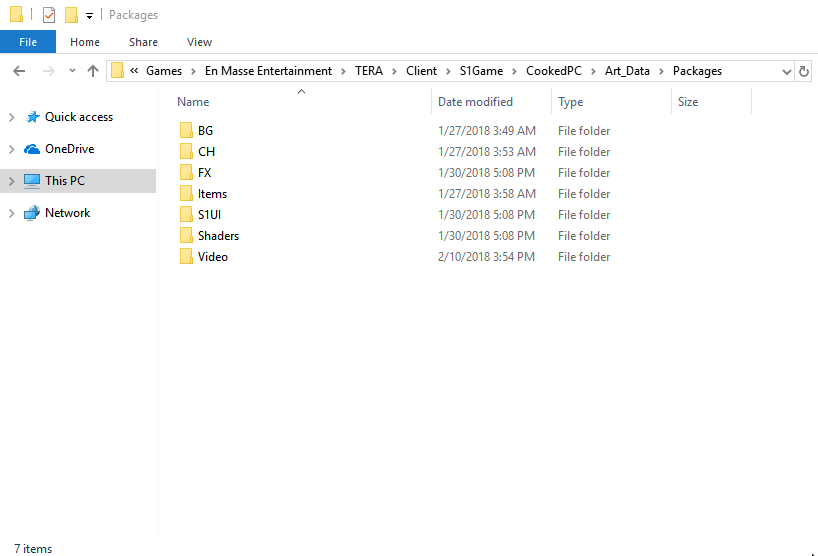 Packages
File Home Share View
« Games > En Masse Entertainment > TERA > Client > S1Game > CookedPC > Art_Data > Packages
Quick access
OneDrive
This PC
Network
Name Date modified Type Size
BG 1/27/2018 3:49 AM File folder
CH 1/27/2018 3:53 AM File folder
FX 1/30/2018 5:08 PM File folder
Items 1/27/2018 3:58 AM File folder
S1UI 1/30/2018 5:08 PM File folder
Shaders 1/30/2018 5:08 PM File folder
Video 2/10/2018 3:54 PM File folder
7 items